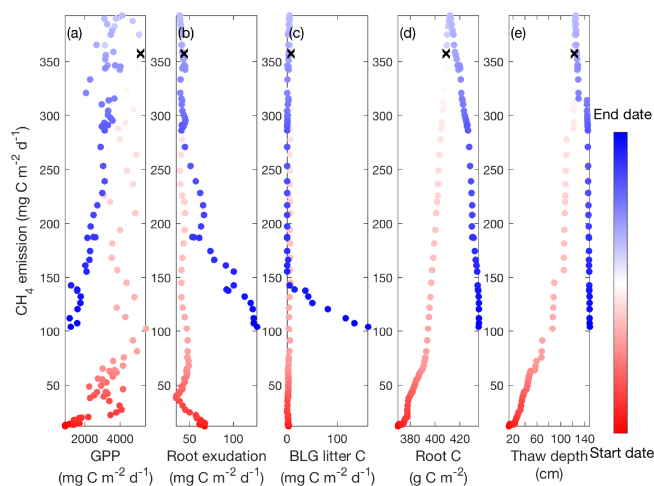 (a)
(b)
(c)
(d)
(e)
CH4 emission (mg C m-2 d-1)
350
300
250
200
150
100
50
2000 4000
50 100
0 100
380 400 420
20 60 100 140
GPP
(mg C m-2 d-1)
Root exudation
(mg C m-2 d-1)
BLG litter C
(mg C m-2 d-1)
Root C
(g C m-2)
Thaw depth
(cm)
End date
Start date